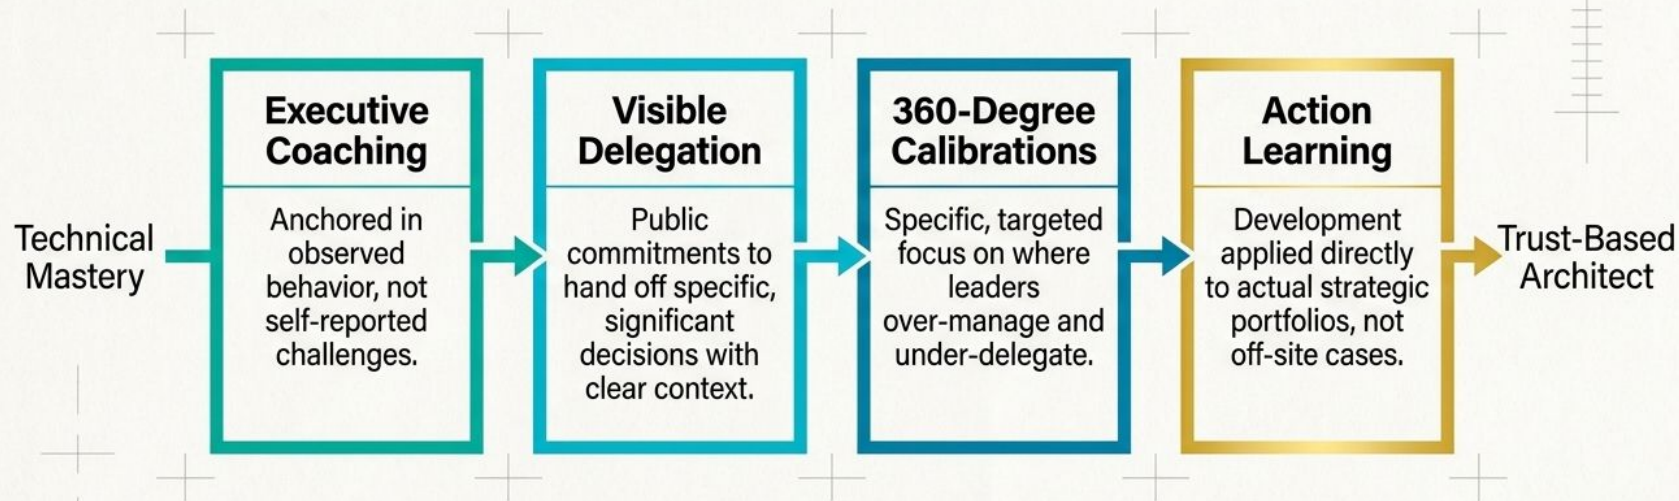 Technical
Mastery
Executive
Coaching
Anchored in
observed
behavior, not
self-reported
challenges.
Visible
Delegation
Public
commitments to
hand off specific,
significant
decisions with
clear context.
360-Degree
Calibrations
Specific, targeted
focus on where
leaders
over-manage and
under-delegate.
Action
Learning
Development
applied directly
to actual strategic
portfolios, not
off-site cases.
Trust-Based
Architect